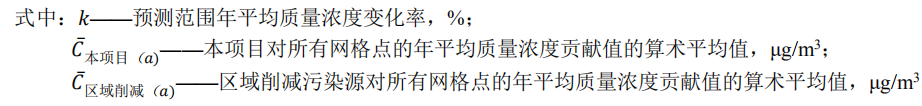 式中：k——预测范围年平均质量浓度变化率，%；
C̄本项目（a）——本项目对所有网格点的年平均质量浓度贡献值的算术平均值，μg/m³；
C̄区域削减（a）——区域削减污染源对所有网格点的年平均质量浓度贡献值的算术平均值，μg/m³